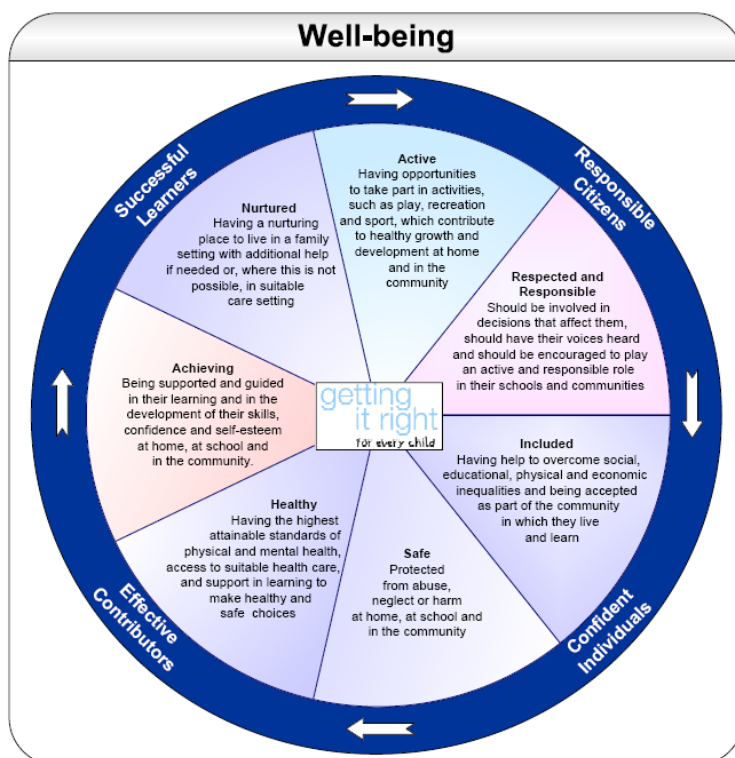 Well-being
Successful
Learners
Responsible
Citizens
Active
Having opportunities
to take part in activities,
such as play, recreation
and sport, which contribute
to healthy growth and
development at home
and in the
community
Nurtured
Having a nurturing
place to live in a family
setting with additional help
if needed or, where this is not
possible, in suitable
care setting
Respected and
Responsible
Should be involved in
decisions that affect them,
should have their voices heard
and should be encouraged to play
an active and responsible role
in their schools and communities
Achieving
Being supported and guided
in their learning and in the
development of their skills,
confidence and self-esteem
at home, at school and
in the community.
getting
it right
for every child
Included
Having help to overcome social,
educational, physical and economic
inequalities and being accepted
as part of the community
in which they live
and learn
Healthy
Having the highest
attainable standards of
physical and mental health,
access to suitable health care,
and support in learning to
make healthy and
safe choices
Safe
Protected
from abuse,
neglect or harm
at home, at school and
in the community
Effective
Contributors
Confident
Individuals